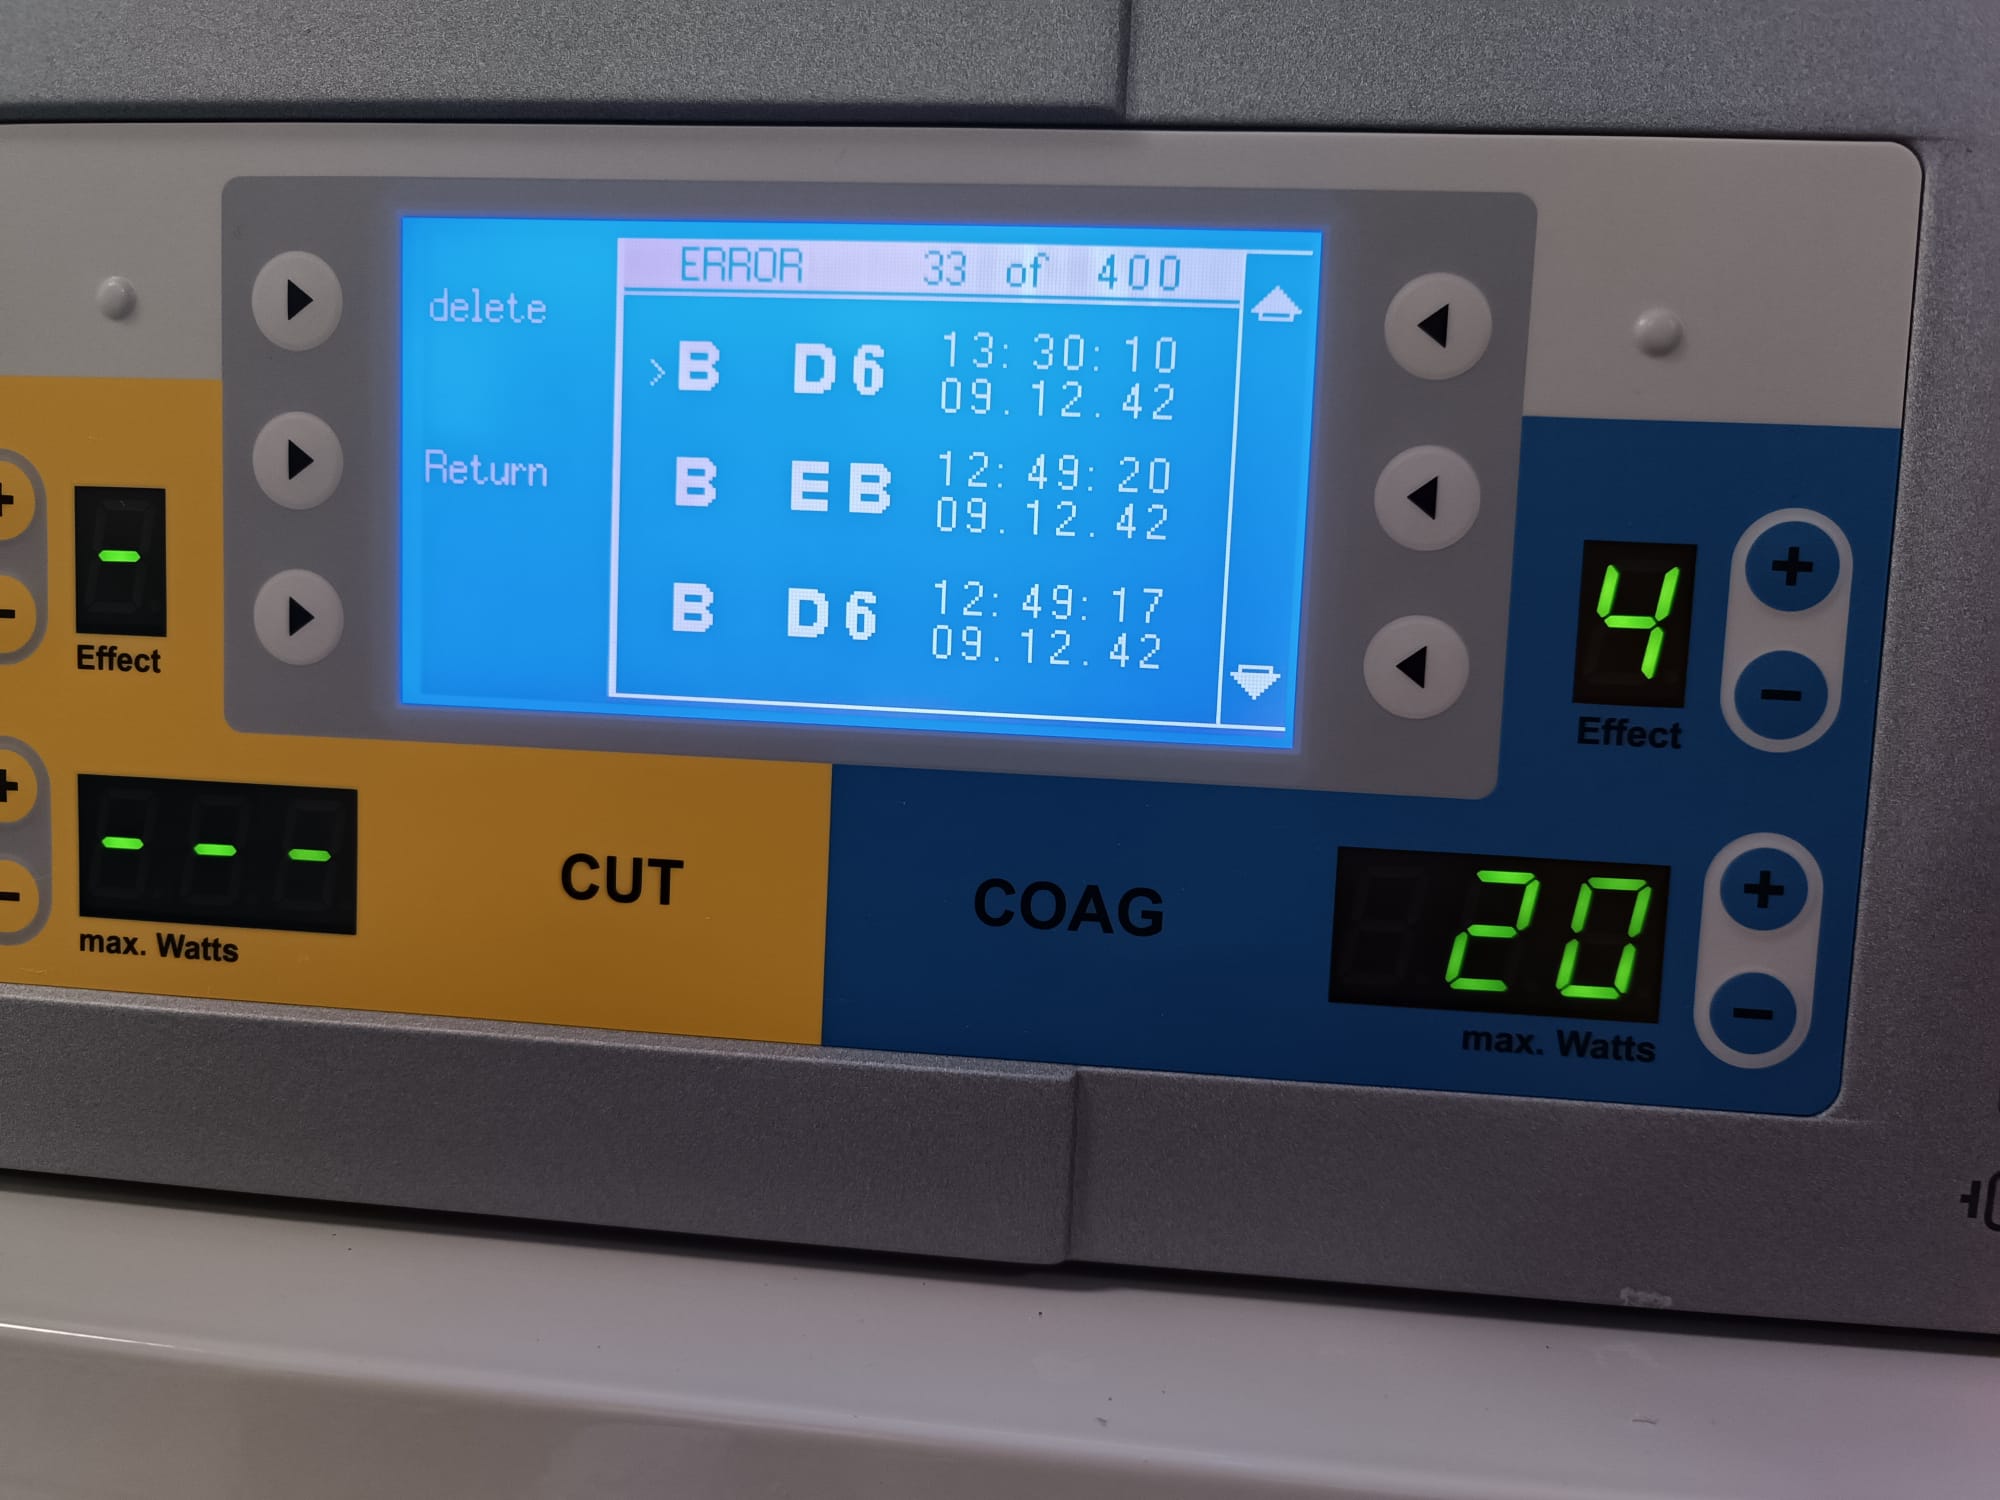 ERROR 33 of 400
delete
>B D6 13:30:10
09.12.42
Return
B EB 12:49:20
09.12.42
B D6 12:49:17
09.12.42
+
-
-
Effect
+
-
- - -
max. Watts
CUT
COAG
4
+
-
Effect
20
+
-
max. Watts